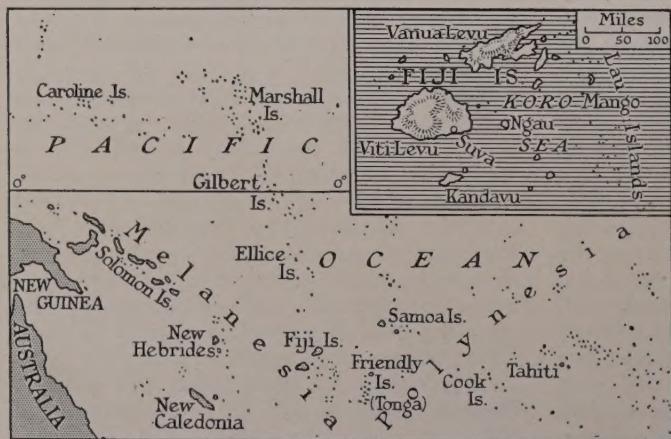 Caroline Is.
Marshall
Is.
PACIFIC
Gilbert
Is.
0°
0°
Melanesia
Solomon Is.
NEW
GUINEA
AUSTRALIA
Ellice
Is.
OCEAN
New
Hebrides
Fiji Is.
New
Caledonia
Samoa Is.
Friendly
Is.
(Tonga)
Polynesia
Cook
Is.
Tahiti
Miles
0 50 100
Vanua Levu
FIJI IS.
Lau
Islands
KORO
SEA
Mango
Ngau
Viti Levu
Suva
Kandavu